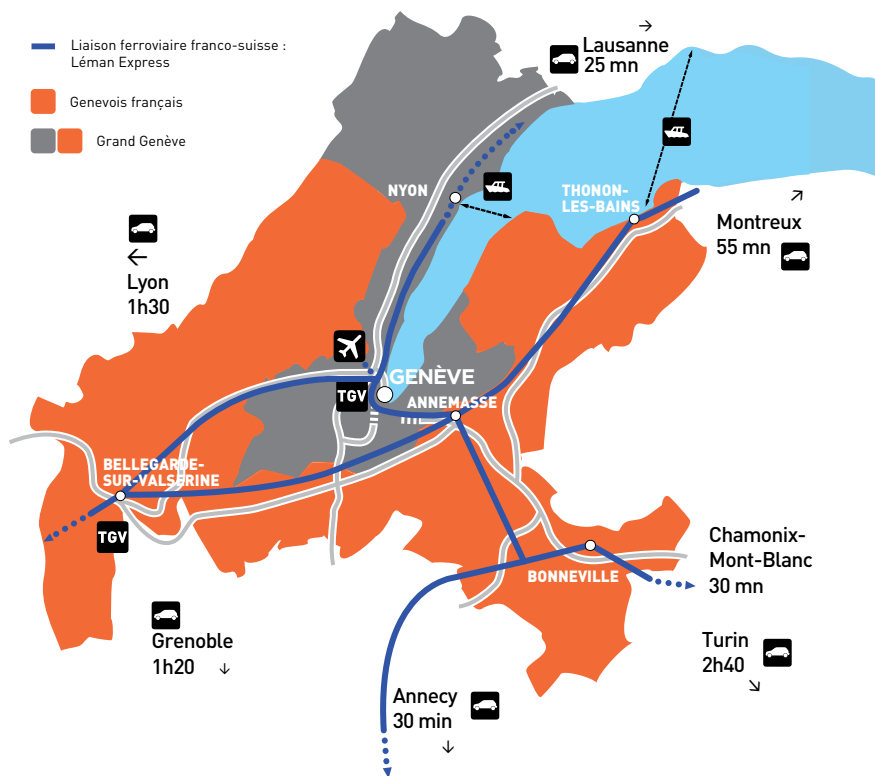 Liaison ferroviaire franco-suisse :
Léman Express
Genevois français
Grand Genève
Lausanne
25 mn
NYON
THONON-
LES-BAINS
Montreux
55 mn
Lyon
1h30
GENÈVE
TGV
ANNEMASSE
BELLEGARDE-
SUR-VALSERINE
TGV
Chamonix-
Mont-Blanc
30 mn
BONNEVILLE
Grenoble
1h20
Turin
2h40
Annecy
30 min